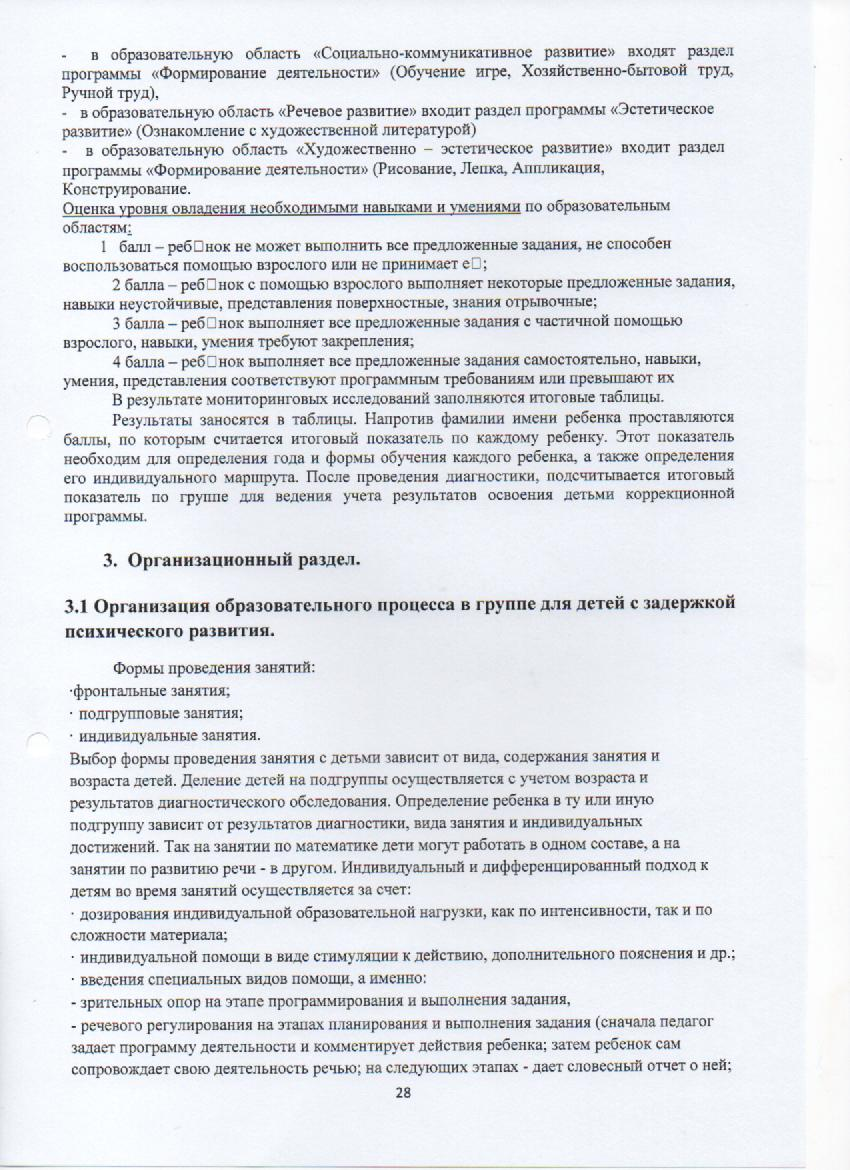 - в образовательную область «Социально-коммуникативное развитие» входят раздел
программы «Формирование деятельности» (Обучение игре, Хозяйственно-бытовой труд,
Ручной труд),
- в образовательную область «Речевое развитие» входит раздел программы «Эстетическое
развитие» (Ознакомление с художественной литературой)
- в образовательную область «Художественно – эстетическое развитие» входит раздел
программы «Формирование деятельности» (Рисование, Лепка, Аппликация,
Конструирование.
Оценка уровня овладения необходимыми навыками и умениями по образовательным
областям:
1 балл – реб□нок не может выполнить все предложенные задания, не способен
воспользоваться помощью взрослого или не принимает е□;
2 балла – реб□нок с помощью взрослого выполняет некоторые предложенные задания,
навыки неустойчивые, представления поверхностные, знания отрывочные;
3 балла – реб□нок выполняет все предложенные задания с частичной помощью
взрослого, навыки, умения требуют закрепления;
4 балла – реб□нок выполняет все предложенные задания самостоятельно, навыки,
умения, представления соответствуют программным требованиям или превышают их
В результате мониторинговых исследований заполняются итоговые таблицы.
Результаты заносятся в таблицы. Напротив фамилии имени ребенка проставляются
баллы, по которым считается итоговый показатель по каждому ребенку. Этот показатель
необходим для определения года и формы обучения каждого ребенка, а также определения
его индивидуального маршрута. После проведения диагностики, подсчитывается итоговый
показатель по группе для ведения учета результатов освоения детьми коррекционной
программы.
3. Организационный раздел.
3.1 Организация образовательного процесса в группе для детей с задержкой
психического развития.
Формы проведения занятий:
·фронтальные занятия;
· подгрупповые занятия;
· индивидуальные занятия.
Выбор формы проведения занятия с детьми зависит от вида, содержания занятия и
возраста детей. Деление детей на подгруппы осуществляется с учетом возраста и
результатов диагностического обследования. Определение ребенка в ту или иную
подгруппу зависит от результатов диагностики, вида занятия и индивидуальных
достижений. Так на занятии по математике дети могут работать в одном составе, а на
занятии по развитию речи - в другом. Индивидуальный и дифференцированный подход к
детям во время занятий осуществляется за счет:
· дозирования индивидуальной образовательной нагрузки, как по интенсивности, так и по
сложности материала;
· индивидуальной помощи в виде стимуляции к действию, дополнительного пояснения и др.;
· введения специальных видов помощи, а именно:
- зрительных опор на этапе программирования и выполнения задания,
- речевого регулирования на этапах планирования и выполнения задания (сначала педагог
задает программу деятельности и комментирует действия ребенка; затем ребенок сам
сопровождает свою деятельность речью; на следующих этапах - дает словесный отчет о ней;
28